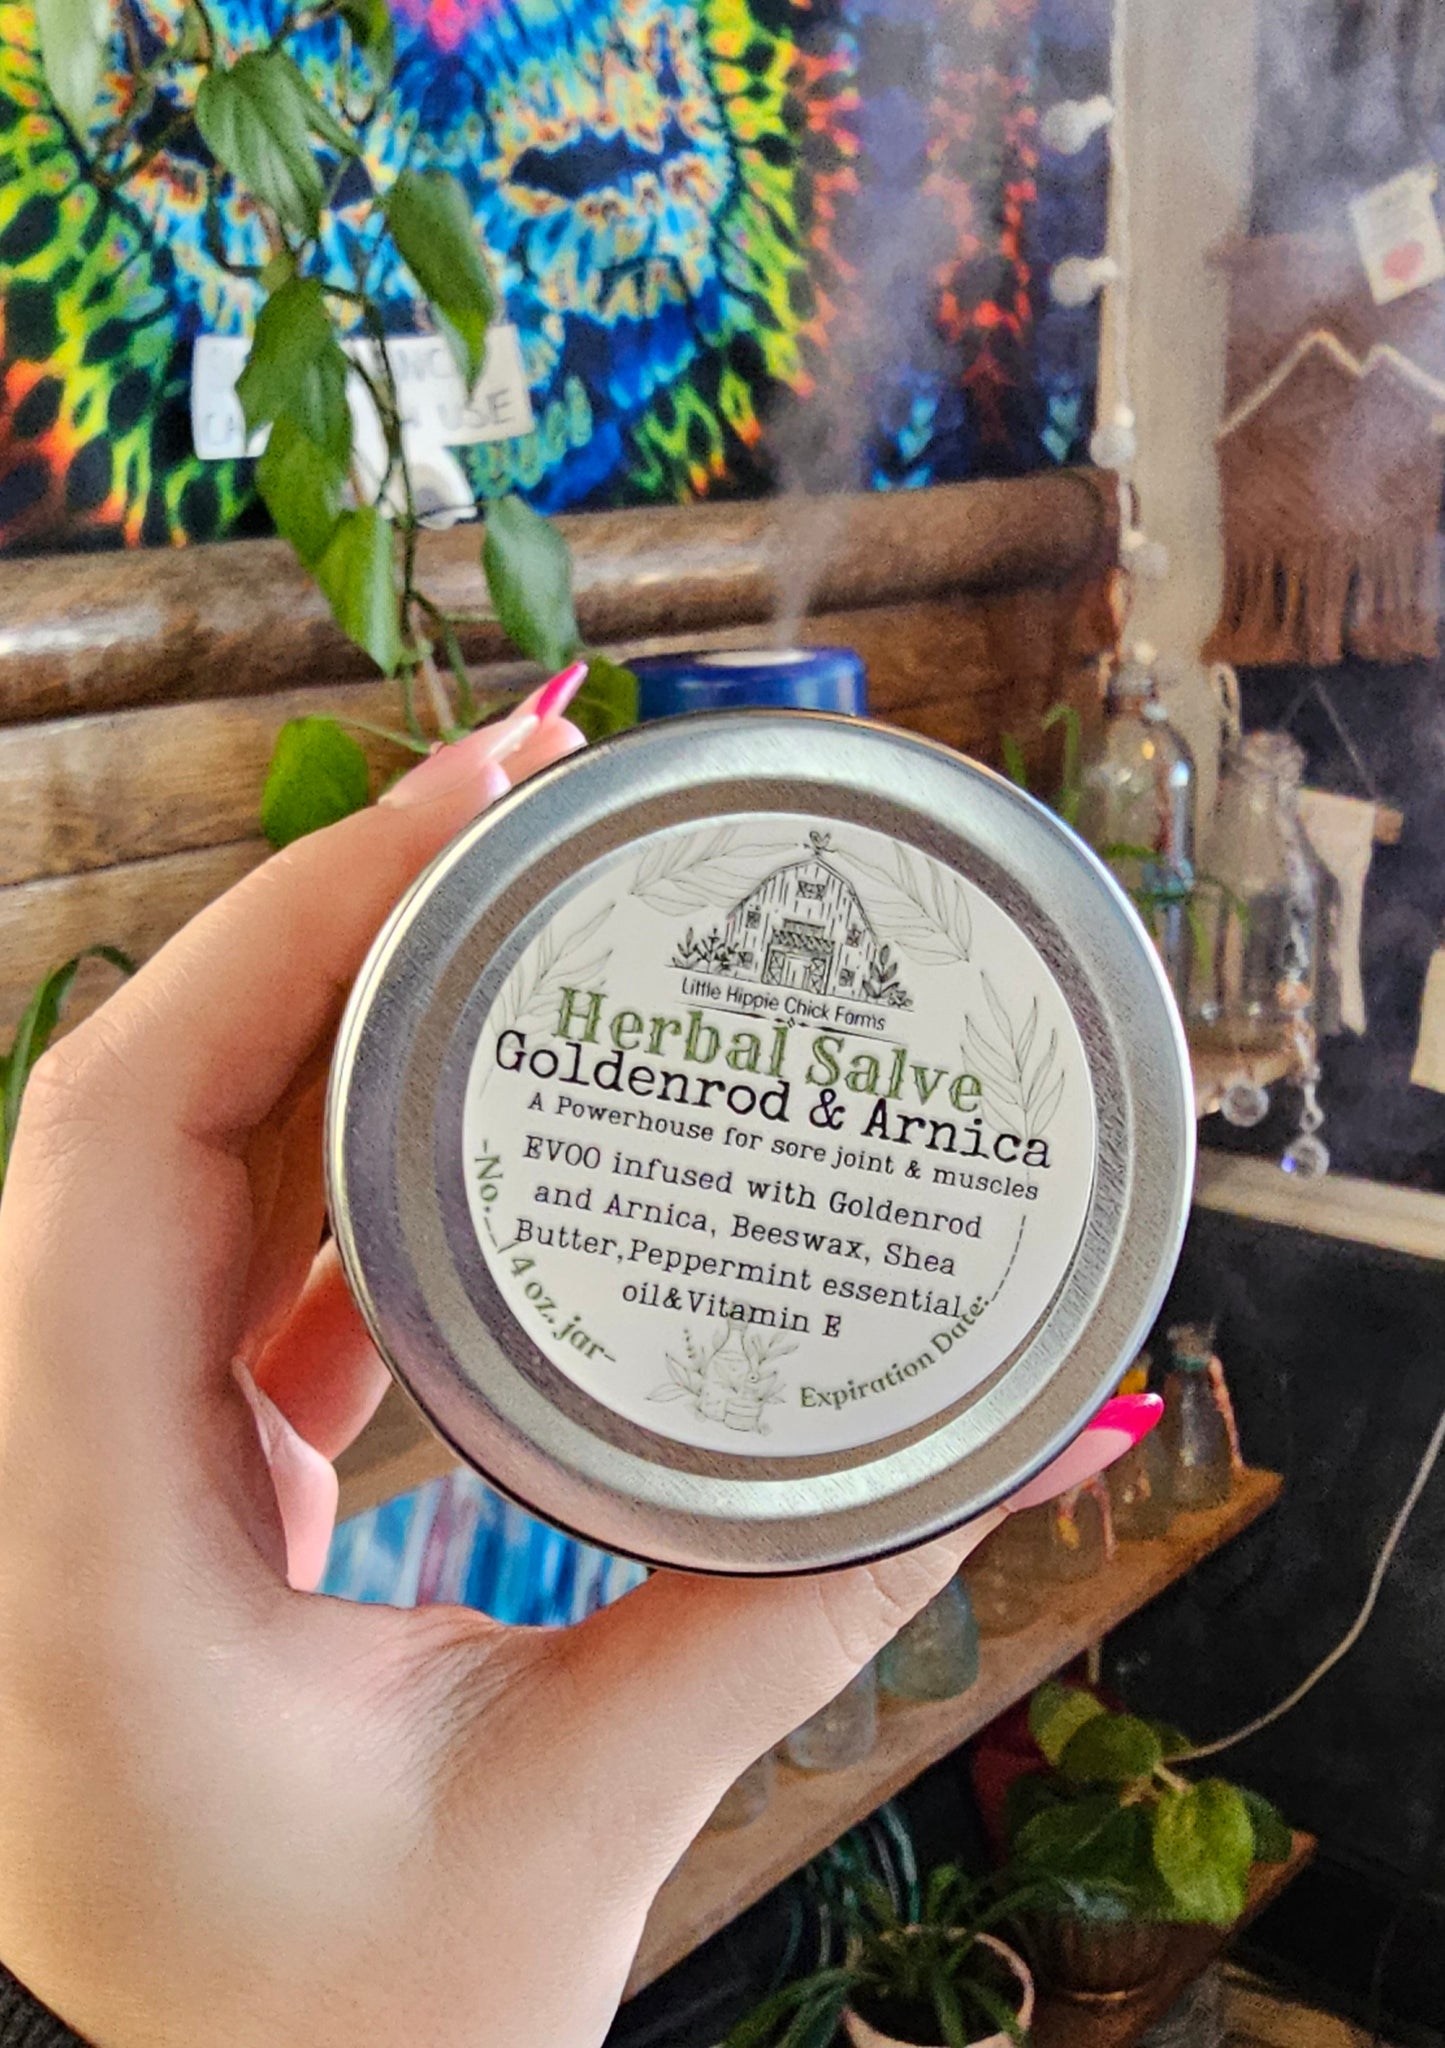 USE
Little Hippie Chick Farms
Herbal Salve
Goldenrod & Arnica
A Powerhouse for sore joint & muscles
EVOO infused with Goldenrod
and Arnica, Beeswax, Shea
Butter,Peppermint essential
oil&Vitamin E
-No.__/ 4 oz. jar-
Expiration Date: